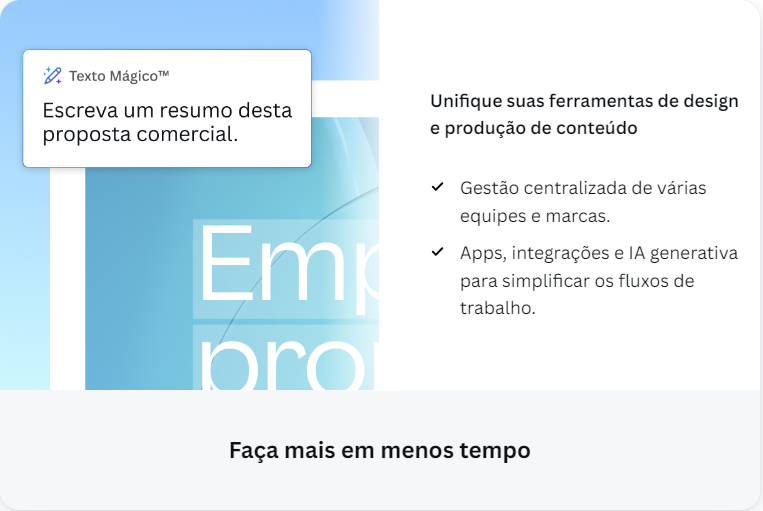 Texto Mágico™
Escreva um resumo desta
proposta comercial.
Emp
prop
Unifique suas ferramentas de design
e produção de conteúdo
Gestão centralizada de várias
equipes e marcas.
Apps, integrações e IA generativa
para simplificar os fluxos de
trabalho.
Faça mais em menos tempo